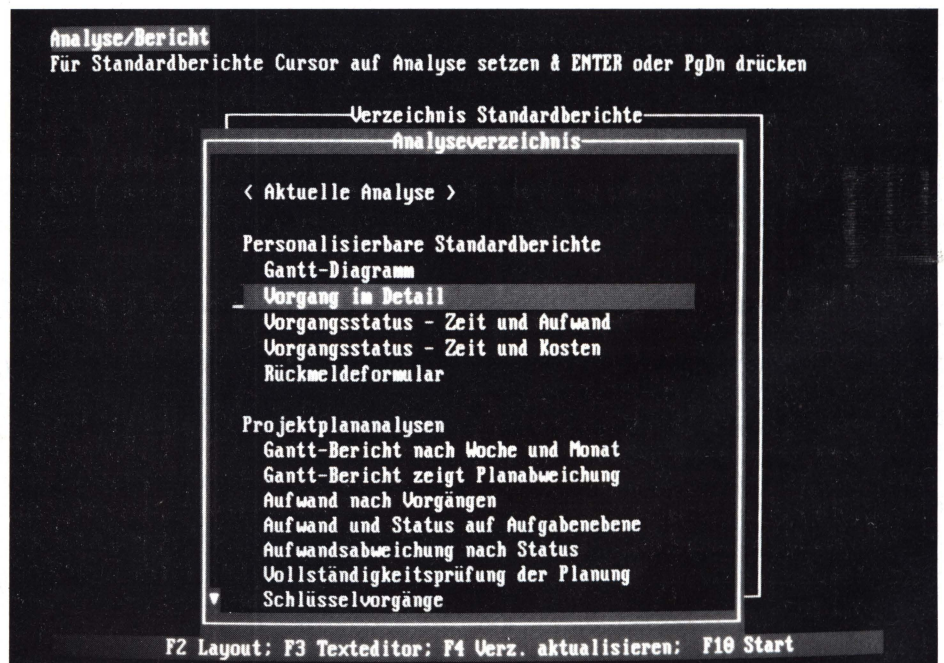 Analyse/Bericht
Für Standardberichte Cursor auf Analyse setzen & ENTER oder PgDn drücken
Verzeichnis Standardberichte
Analyseverzeichnis
< Aktuelle Analyse >
Personalisierbare Standardberichte
Gantt-Diagramm
Vorgang im Detail
Vorgangsstatus - Zeit und Aufwand
Vorgangsstatus - Zeit und Kosten
Rückmeldeformular
Projektplananalysen
Gantt-Bericht nach Woche und Monat
Gantt-Bericht zeigt Planabweichung
Aufwand nach Vorgängen
Aufwand und Status auf Aufgabenebene
Aufwandsabweichung nach Status
Vollständigkeitsprüfung der Planung
Schlüsselvorgänge
F2 Layout; F3 Texteditor; F4 Verz. aktualisieren; F10 Start